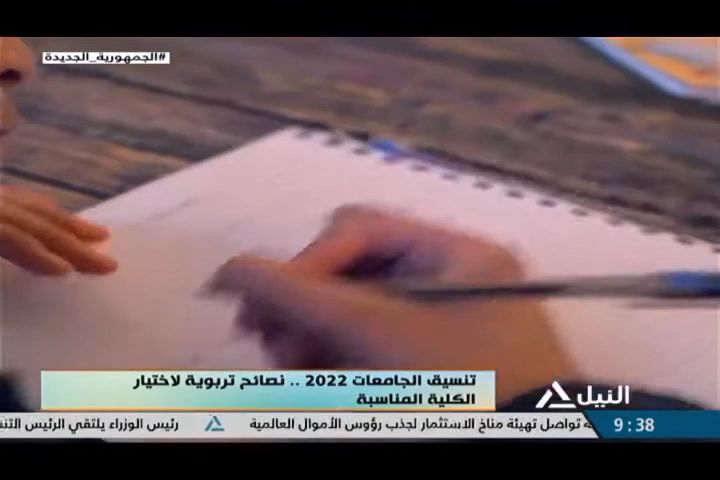 #الجمهورية_الجديدة
تنسيق الجامعات 2022 .. نصائح تربوية لاختيار
الكلية المناسبة
النيل
تواصل تهيئة مناخ الاستثمار لجذب رؤوس الأموال العالمية
رئيس الوزراء يلتقي الرئيس
9:38